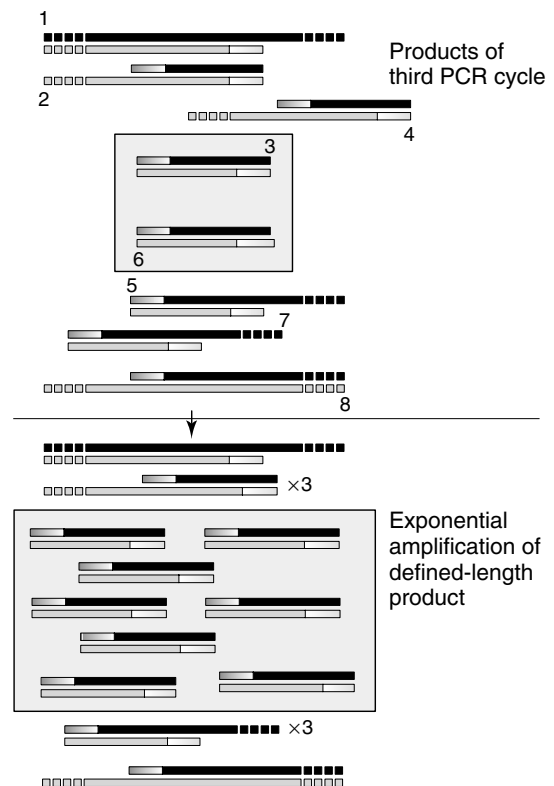 1
Products of
third PCR cycle
2
4
3
6
5
7
8
×3
Exponential
amplification of
defined-length
product
×3